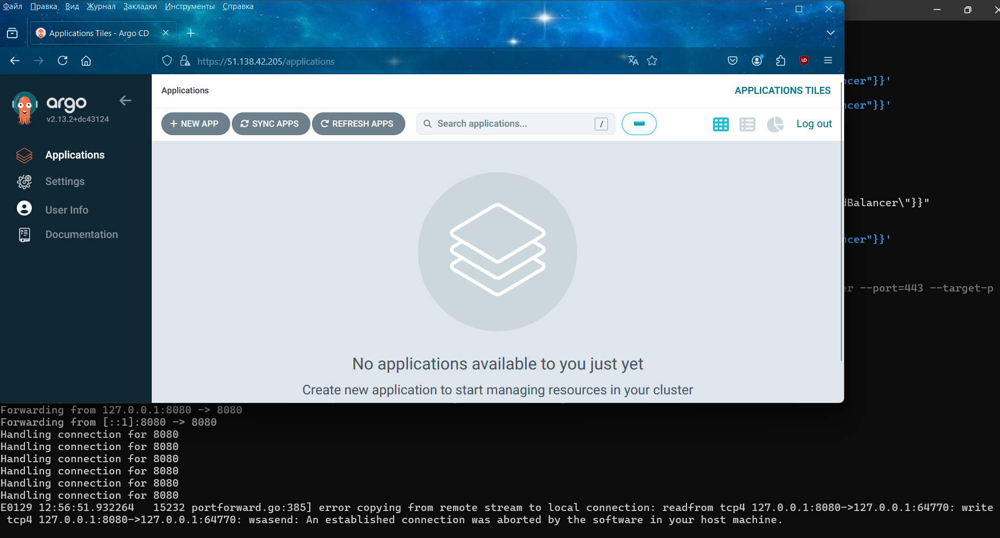 Файл Правка Вид Журнал Закладки Инструменты Справка
Applications Tiles - Argo CD
https://51.138.42.205/applications
argo
v2.13.2+dc43124
Applications
Settings
User Info
Documentation
Applications
APPLICATIONS TILES
+ NEW APP SYNC APPS REFRESH APPS Search applications... / Log out
No applications available to you just yet
Create new application to start managing resources in your cluster
ncer"}}'
ncer"}}'
dBalancer\"}}"
ncer"}}'
er --port=443 --target-p
Forwarding from 127.0.0.1:8080 -> 8080
Forwarding from [::1]:8080 -> 8080
Handling connection for 8080
Handling connection for 8080
Handling connection for 8080
Handling connection for 8080
Handling connection for 8080
Handling connection for 8080
E0129 12:56:51.932264   15232 portforward.go:385] error copying from remote stream to local connection: readfrom tcp4 127.0.0.1:8080->127.0.0.1:64770: write
tcp4 127.0.0.1:8080->127.0.0.1:64770: wsasend: An established connection was aborted by the software in your host machine.